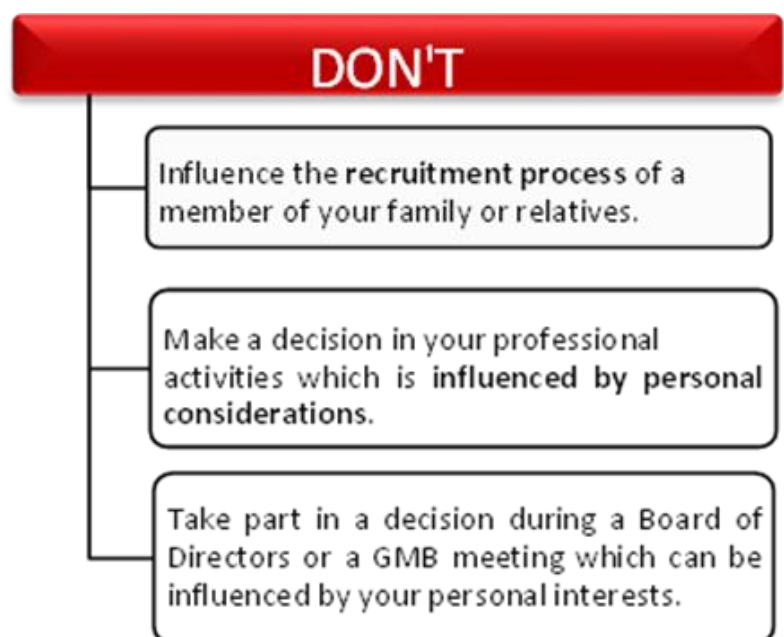 DON'T
Influence the recruitment process of a
member of your family or relatives.
Make a decision in your professional
activities which is influenced by personal
considerations.
Take part in a decision during a Board of
Directors or a GMB meeting which can be
influenced by your personal interests.